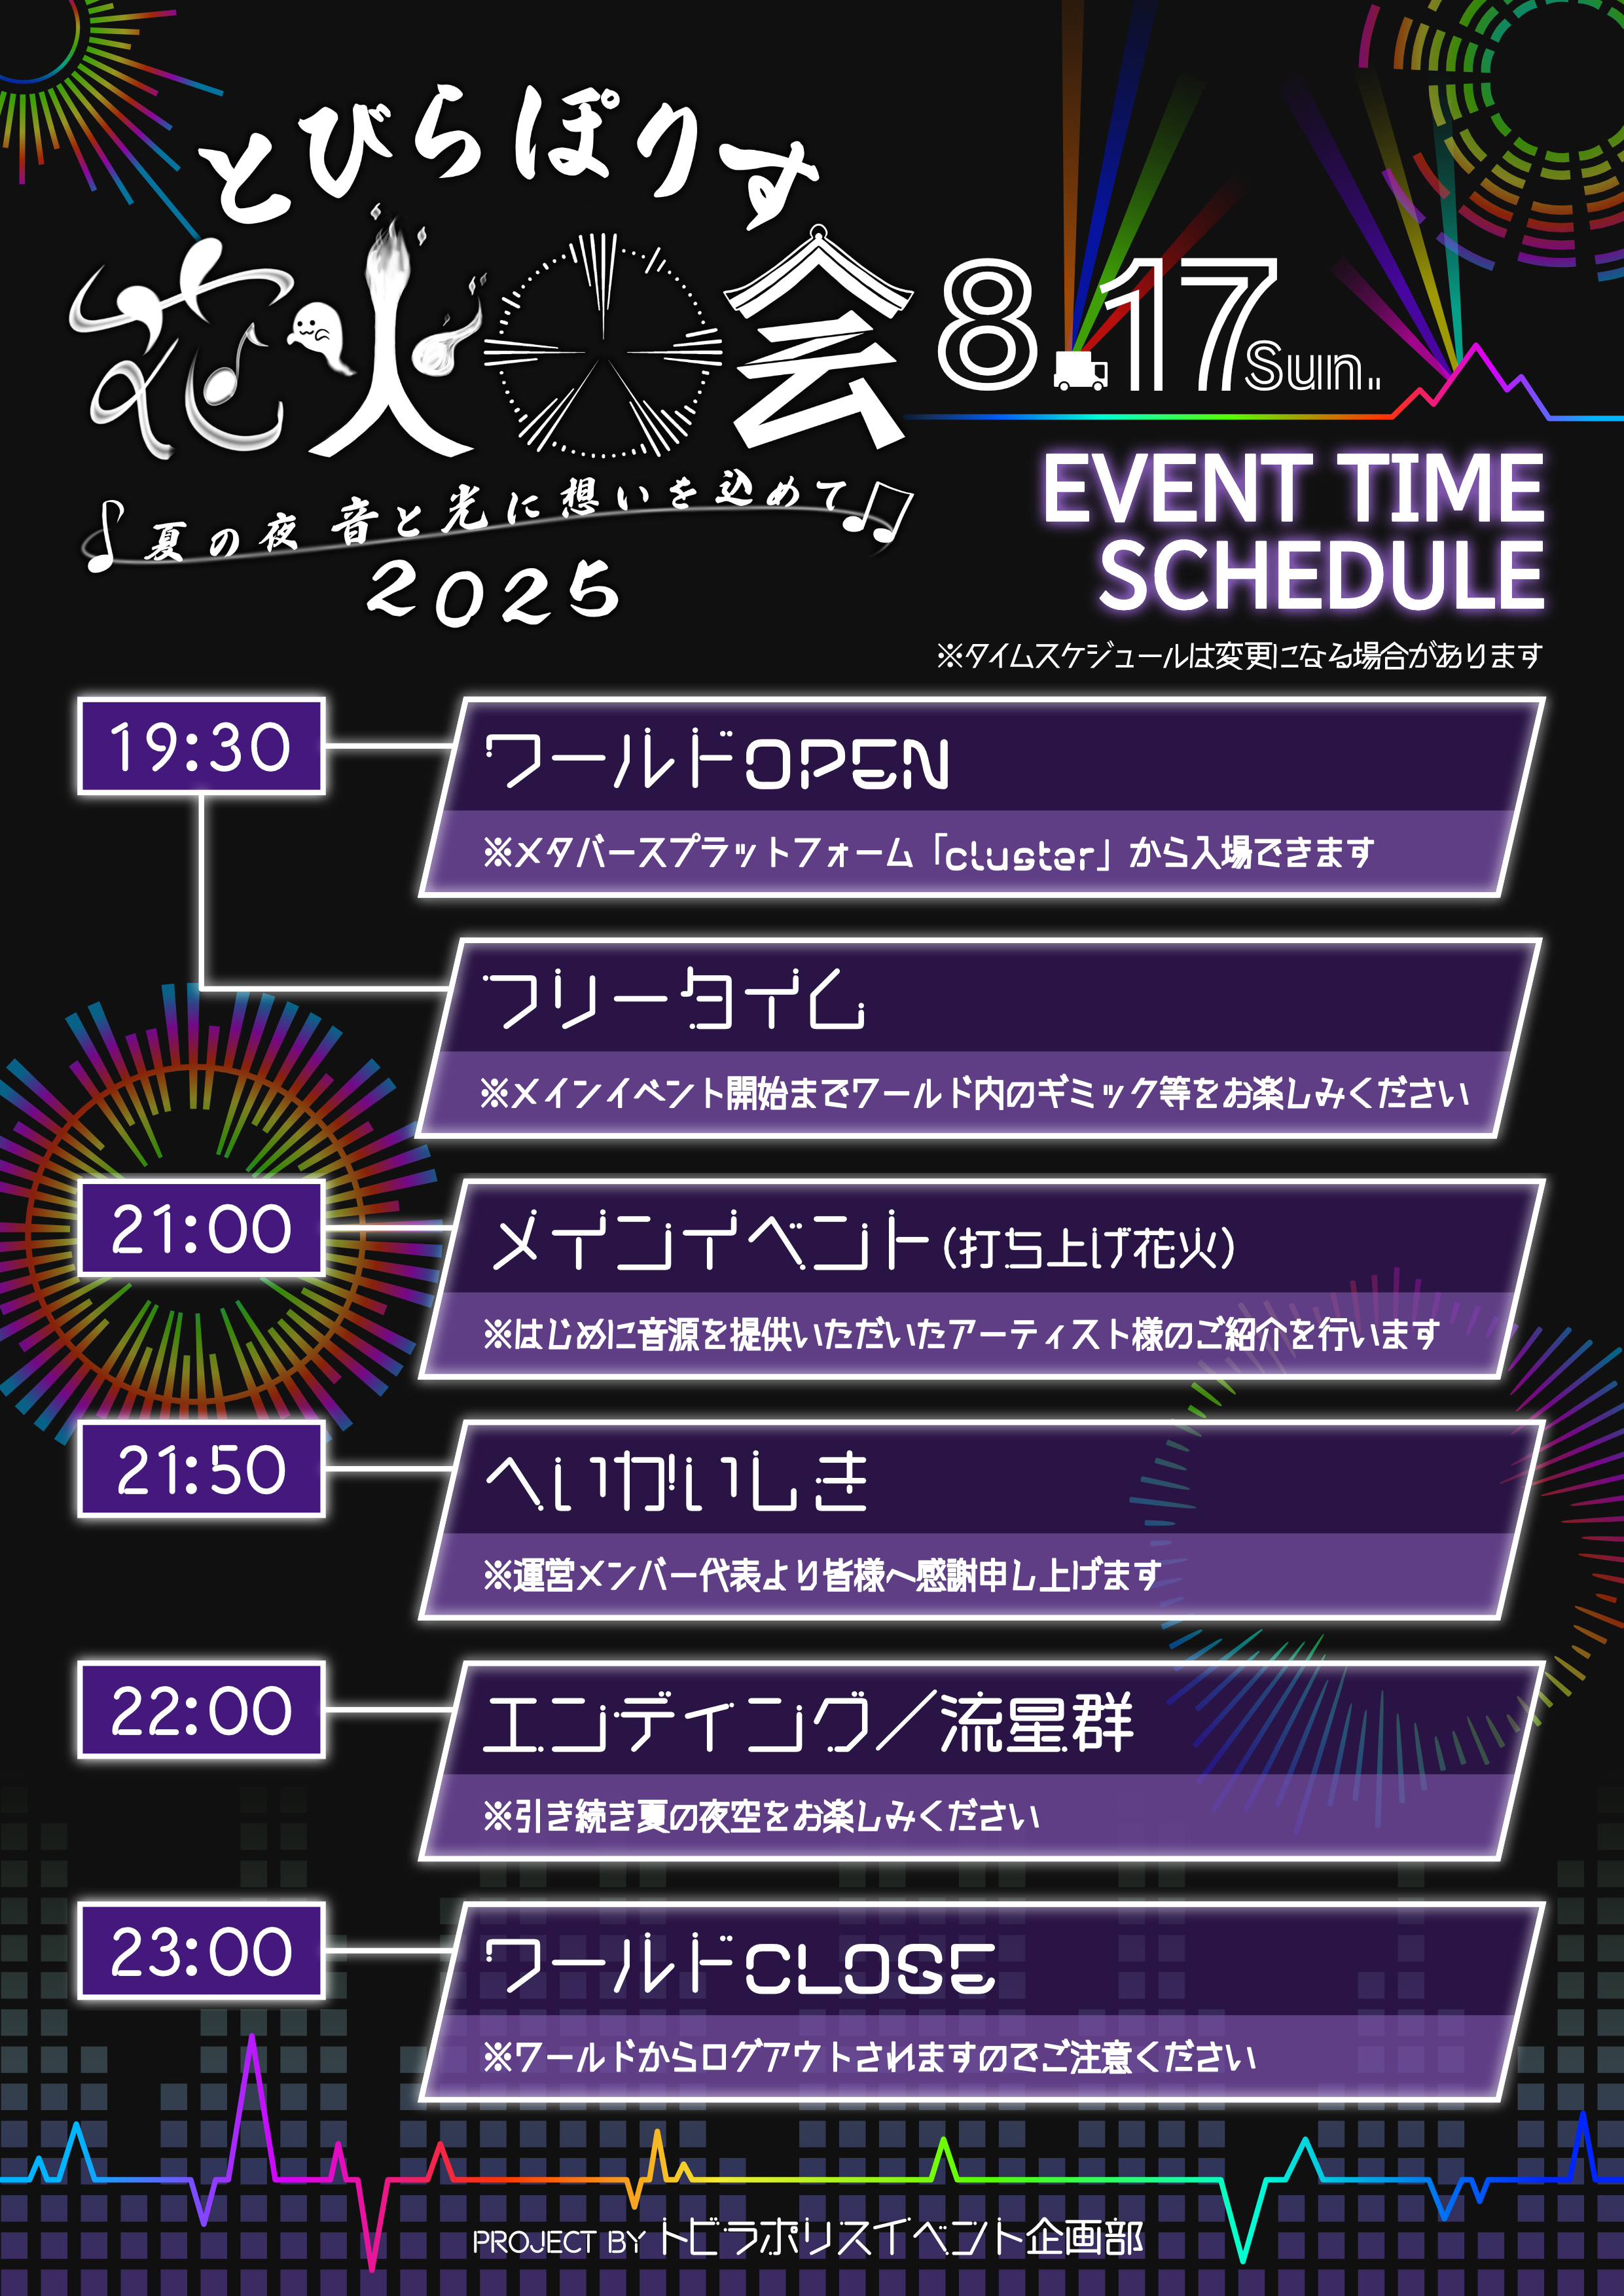 とびらぽりす
花火大会
夏の夜 音と光に想いを込めて
2025
8.17Sun.
EVENT TIME
SCHEDULE
※タイムスケジュールは変更になる場合があります
19:30
ワールドOPEN
※メタバースプラットフォーム「cluster」から入場できます
フリータイム
※メインイベント開始までワールド内のギミック等をお楽しみください
21:00
メインイベント(打ち上げ花火)
※はじめに音源を提供いただいたアーティスト様のご紹介を行います
21:50
へいかいしき
※運営メンバー代表より皆様へ感謝申し上げます
22:00
エンディング／流星群
※引き続き夏の夜空をお楽しみください
23:00
ワールドCLOSE
※ワールドからログアウトされますのでご注意ください
PROJECT BY トビラポリスイベント企画部